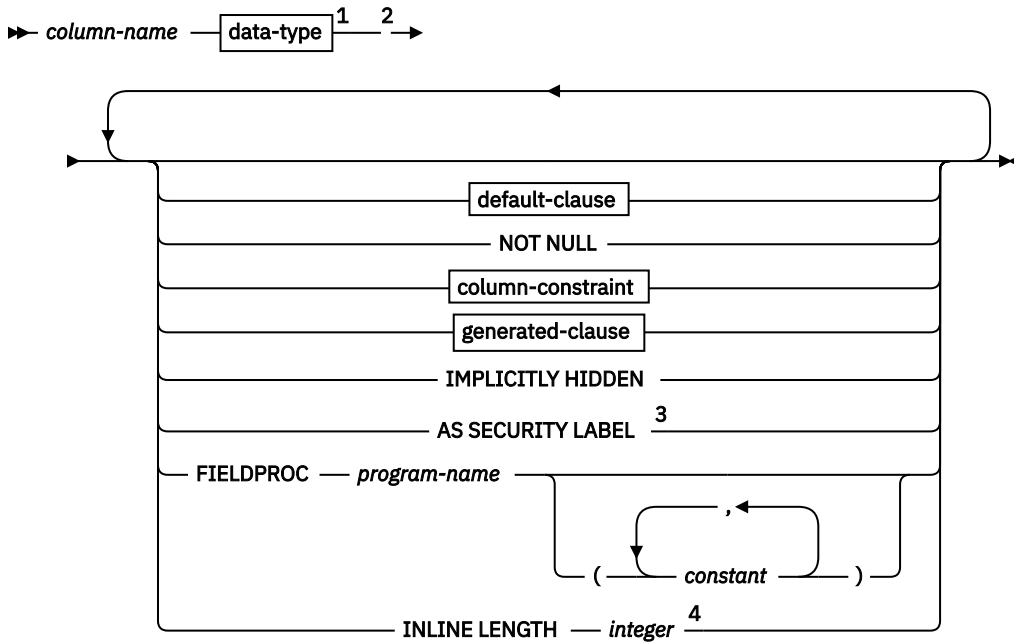 column-name data-type 1 2
default-clause
NOT NULL
column-constraint
generated-clause
IMPLICITLY HIDDEN
AS SECURITY LABEL 3
FIELDPROC program-name
,
( constant )
INLINE LENGTH integer 4